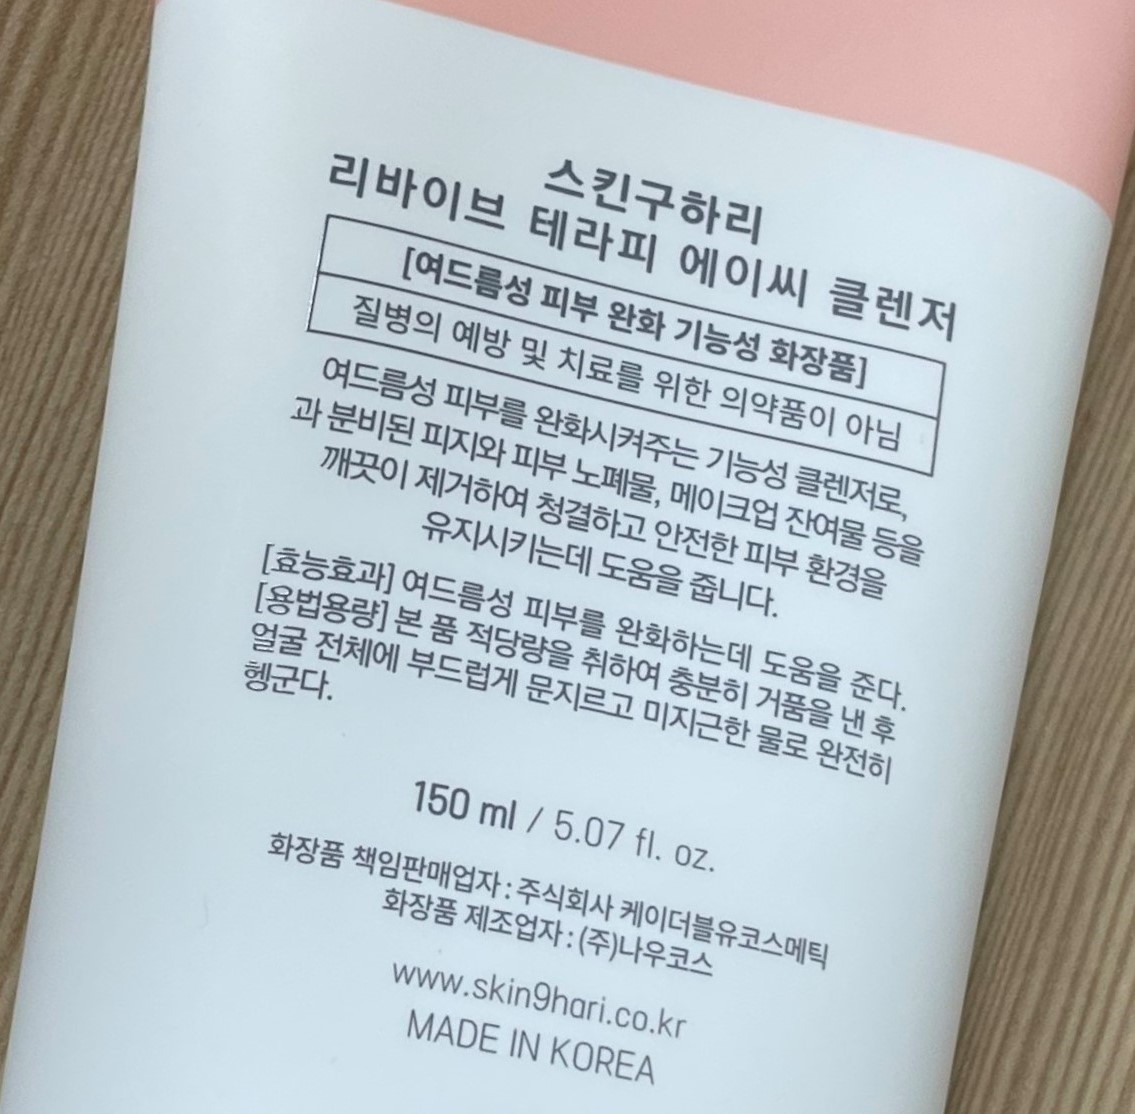 스킨구하리
리바이브 테라피 에이씨 클렌저
[여드름성 피부 완화 기능성 화장품]
질병의 예방 및 치료를 위한 의약품이 아님
여드름성 피부를 완화시켜주는 기능성 클렌저로,
과 분비된 피지와 피부 노폐물, 메이크업 잔여물 등을
깨끗이 제거하여 청결하고 안전한 피부 환경을
유지시키는데 도움을 줍니다.
[효능효과] 여드름성 피부를 완화하는데 도움을 준다.
[용법용량] 본 품 적당량을 취하여 충분히 거품을 낸 후
얼굴 전체에 부드럽게 문지르고 미지근한 물로 완전히
헹군다.
150 ml / 5.07 fl. oz.
화장품 책임판매업자 : 주식회사 케이더블유코스메틱
화장품 제조업자 : (주)나우코스
www.skin9hari.co.kr
MADE IN KOREA